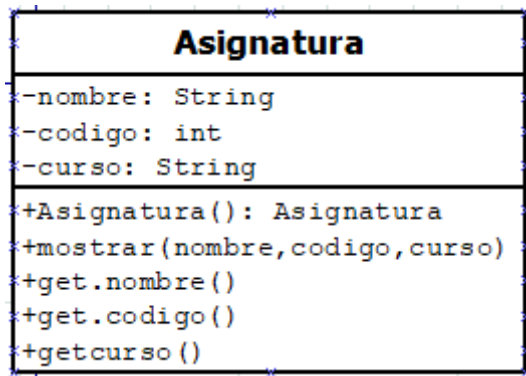 Asignatura
-nombre: String
-codigo: int
-curso: String
+Asignatura(): Asignatura
+mostrar(nombre,codigo,curso)
+get.nombre()
+get.codigo()
+getcurso()